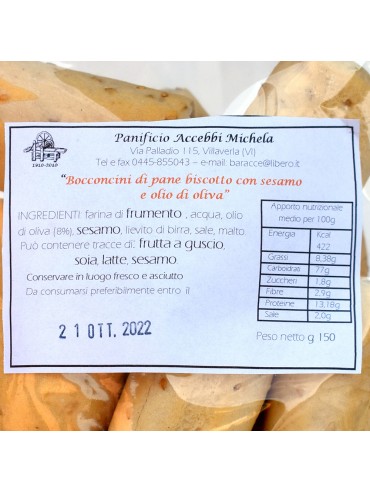 Panificio Accebbi Michela
Via Palladio 115, Villaverla (VI)
Tel e fax 0445-855043 – e-mail: baracce@libero.it
1910-2010
"Bocconcini di pane biscotto con sesamo
e olio di oliva"
INGREDIENTI: farina di frumento , acqua, olio
di oliva (8%), sesamo, lievito di birra, sale, malto.
Può contenere tracce di: frutta a guscio,
soia, latte, sesamo
Conservare in luogo fresco e asciutto
Da consumarsi preferibilmente entro il
21 OTT. 2022
Apporto nutrizionale
medio per 100g
Energia Kcal
422
Grassi 8,38g
Carboidrati 77g
Zuccheri 1,8g
Fibre 2,9g
Proteine 13,18g
Sale 2,0g
Peso netto g 150